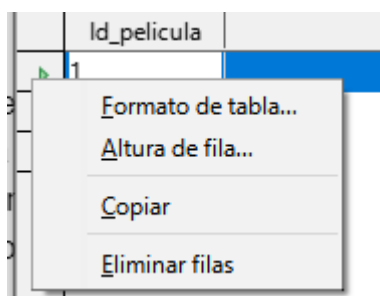 Id_pelicula
1
Formato de tabla...
Altura de fila...
Copiar
Eliminar filas